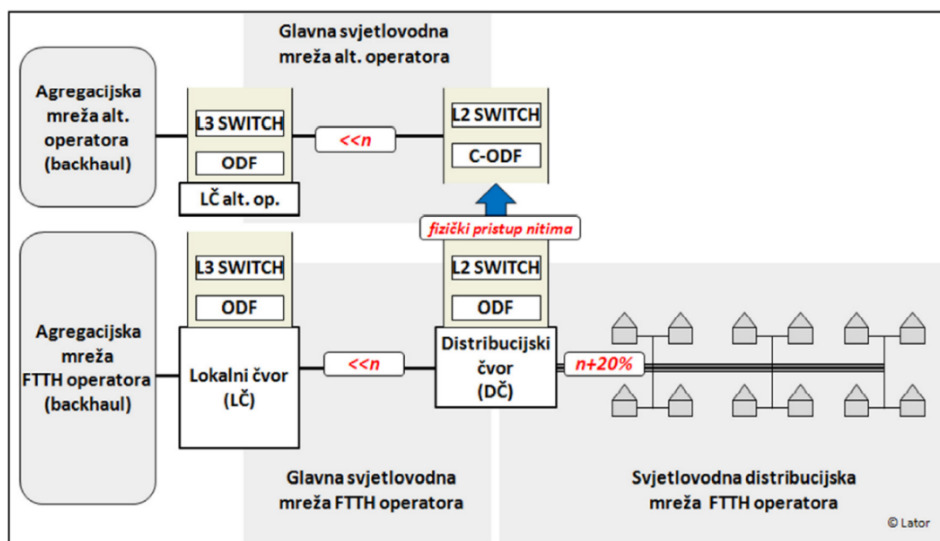 Glavna svjetlovodna
mreža alt. operatora
Agregacijska
mreža alt.
operatora
(backhaul)
L3 SWITCH
ODF
LČ alt. op.
<<n
L2 SWITCH
C-ODF
fizički pristup nitima
Agregacijska
mreža
FTTH operatora
(backhaul)
L3 SWITCH
ODF
Lokalni čvor
(LČ)
<<n
L2 SWITCH
ODF
Distribucijski
čvor
(DČ)
n+20%
Glavna svjetlovodna
mreža FTTH operatora
Svjetlovodna distribucijska
mreža FTTH operatora
© Lator